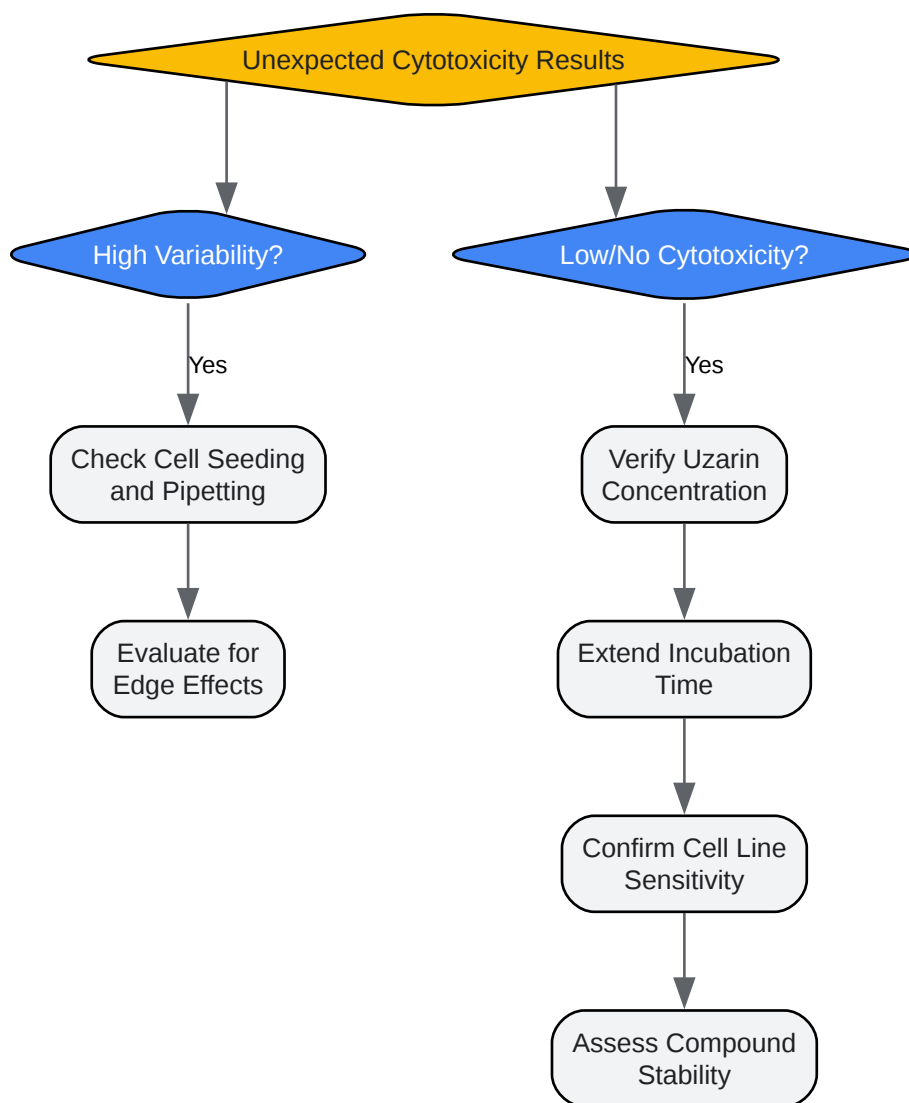 Unexpected Cytotoxicity Results
High Variability?
Low/No Cytotoxicity?
Yes
Yes
Check Cell Seeding
and Pipetting
Verify Uzarin
Concentration
Evaluate for
Edge Effects
Extend Incubation
Time
Confirm Cell Line
Sensitivity
Assess Compound
Stability